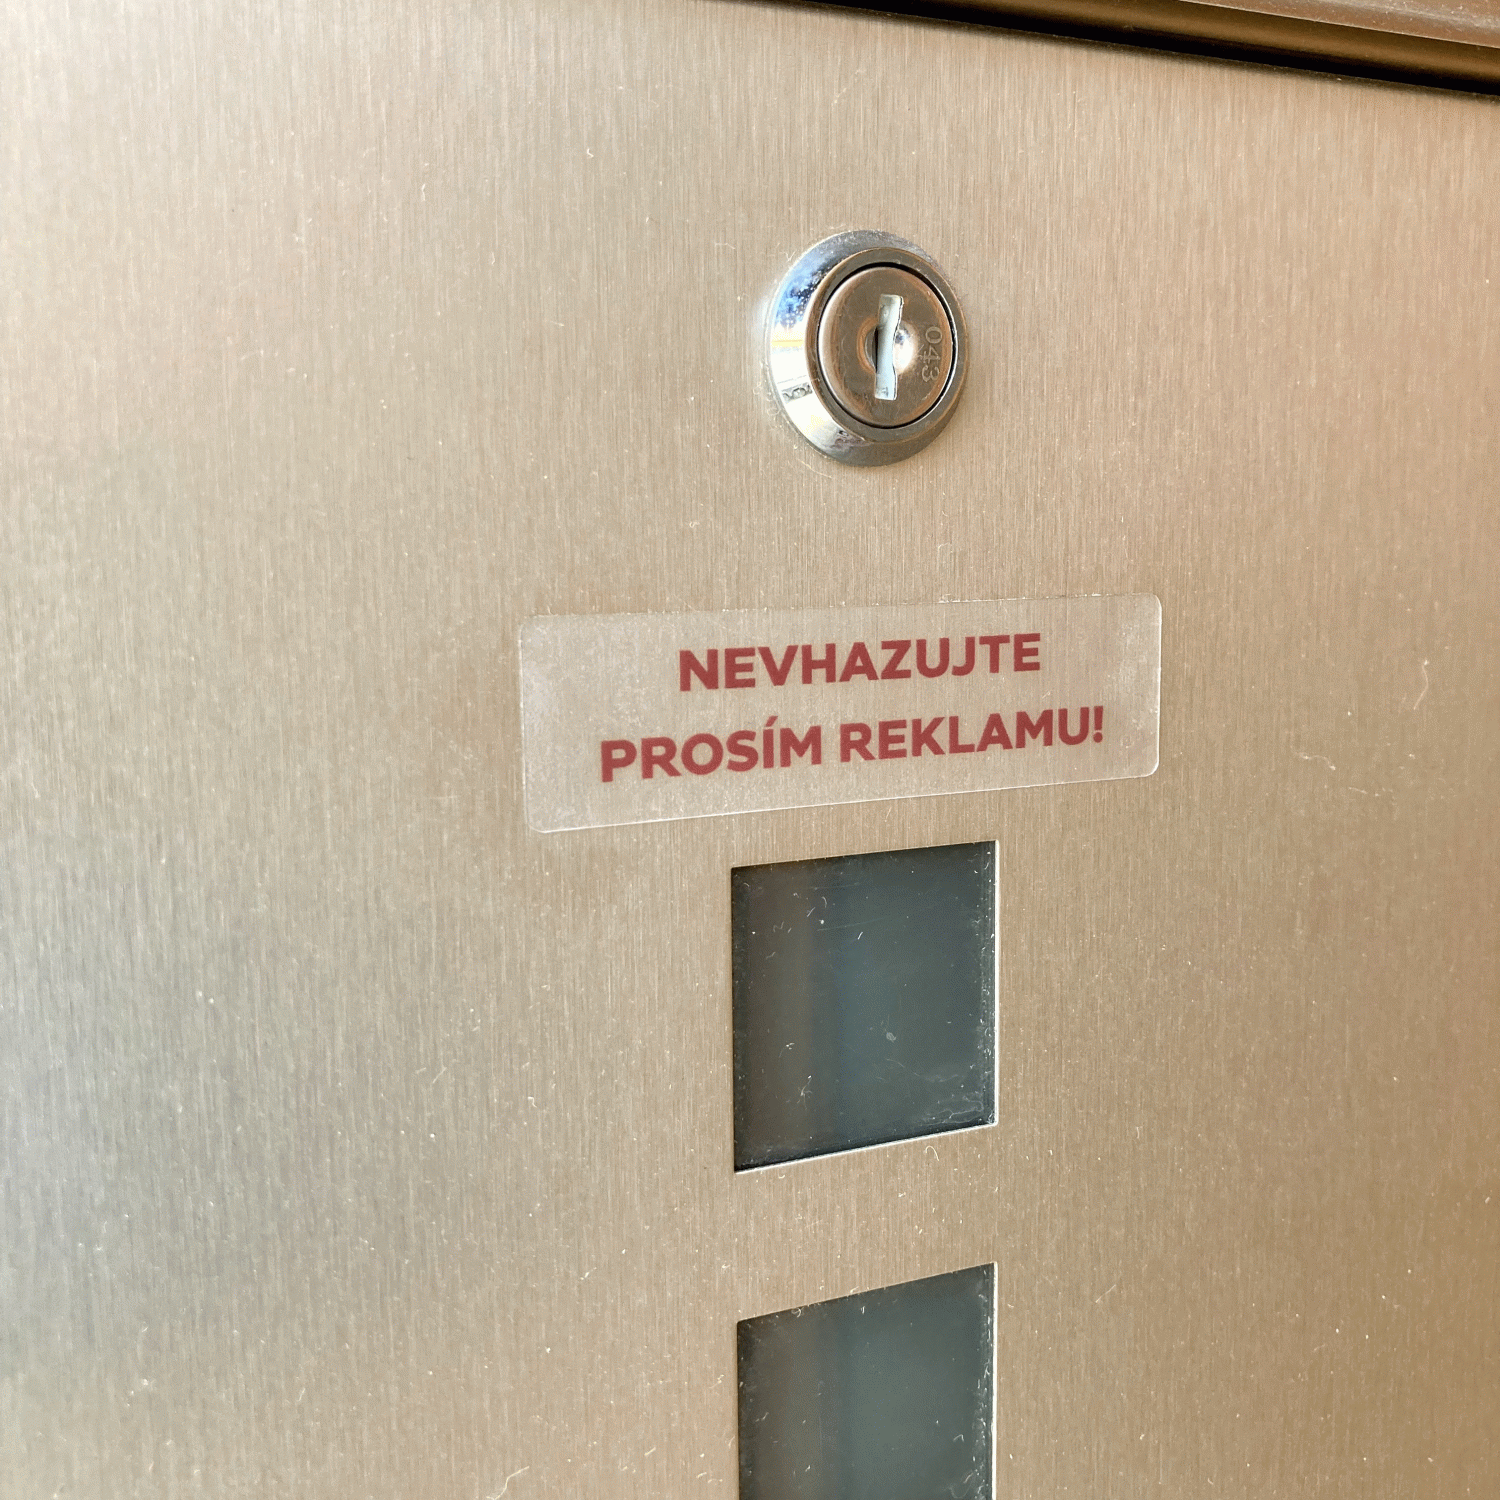 043
NEVHAZUJTE
PROSÍM REKLAMU!